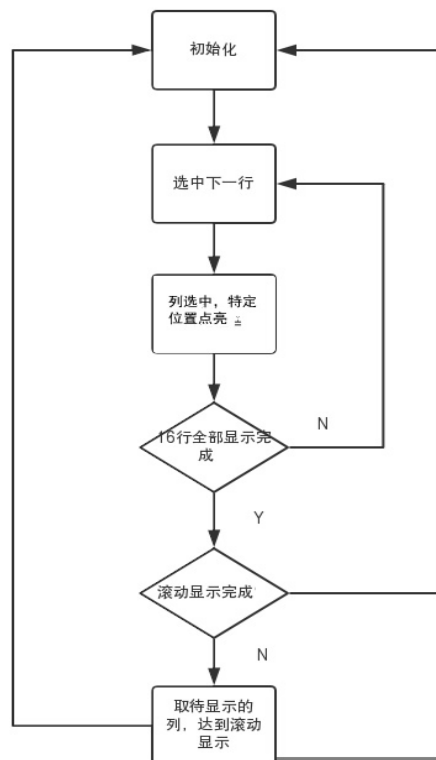 初始化
选中下一行
列选中，特定
位置点亮
16行全部显示完
成
N
Y
滚动显示完成
N
取待显示的
列，达到滚动
显示